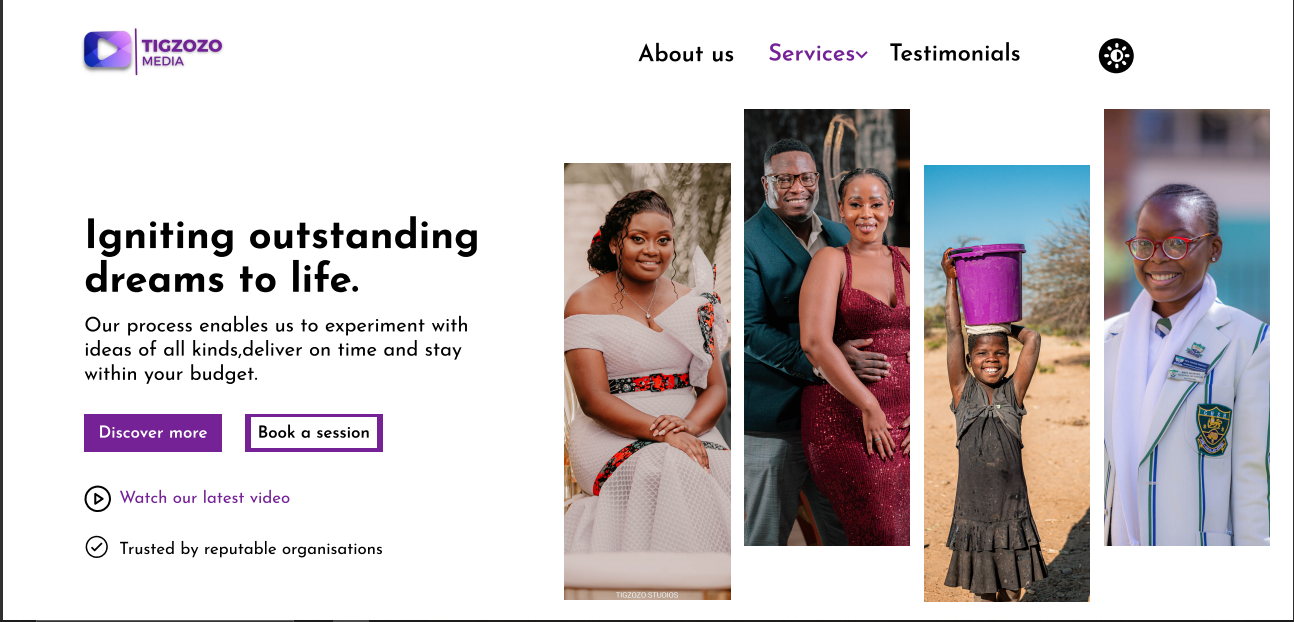 TIGZOZO
MEDIA
About us
Services
Testimonials
Igniting outstanding
dreams to life.
Our process enables us to experiment with
ideas of all kinds,deliver on time and stay
within your budget.
Discover more
Book a session
Watch our latest video
Trusted by reputable organisations
TIGZOZO STUDIOS